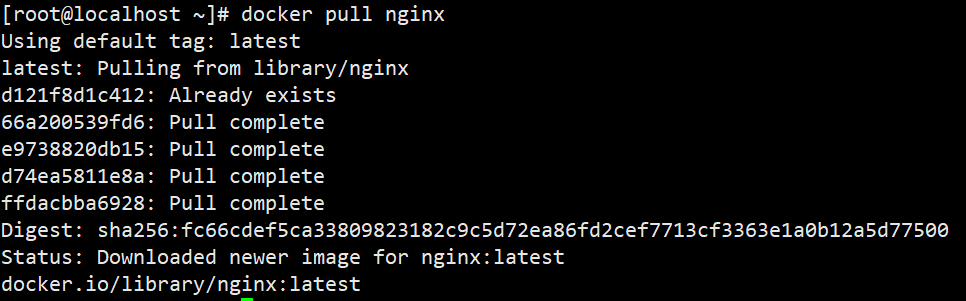 [root@localhost ~]# docker pull nginx
Using default tag: latest
latest: Pulling from library/nginx
d121f8d1c412: Already exists
66a200539fd6: Pull complete
e9738820db15: Pull complete
d74ea5811e8a: Pull complete
ffdacbba6928: Pull complete
Digest: sha256:fc66cdef5ca33809823182c9c5d72ea86fd2cef7713cf3363e1a0b12a5d77500
Status: Downloaded newer image for nginx:latest
docker.io/library/nginx:latest